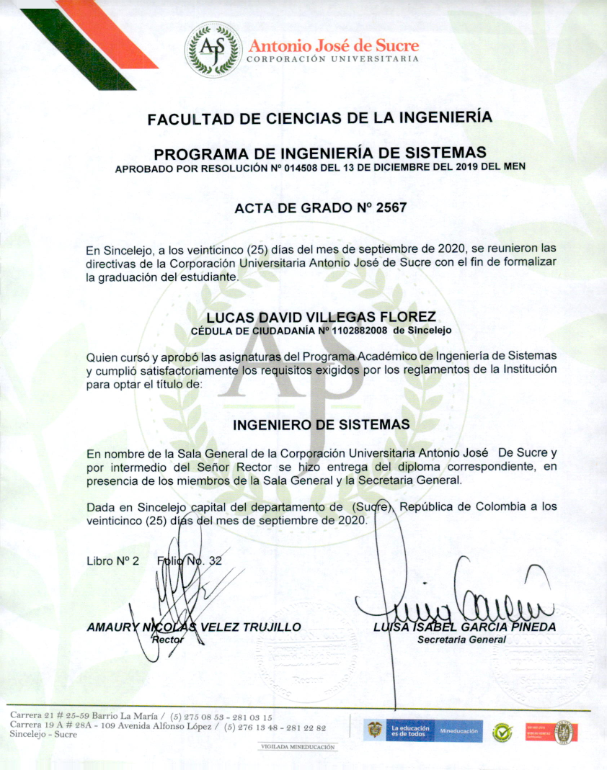 AJS
Antonio José de Sucre
CORPORACIÓN UNIVERSITARIA
FACULTAD DE CIENCIAS DE LA INGENIERÍA
PROGRAMA DE INGENIERÍA DE SISTEMAS
APROBADO POR RESOLUCIÓN Nº 014508 DEL 13 DE DICIEMBRE DEL 2019 DEL MEN
ACTA DE GRADO Nº 2567
En Sincelejo, a los veinticinco (25) días del mes de septiembre de 2020, se reunieron las
directivas de la Corporación Universitaria Antonio José de Sucre con el fin de formalizar
la graduación del estudiante.
LUCAS DAVID VILLEGAS FLOREZ
CÉDULA DE CIUDADANÍA Nº 1102882008 de Sincelejo
Quien cursó y aprobó las asignaturas del Programa Académico de Ingeniería de Sistemas
y cumplió satisfactoriamente los requisitos exigidos por los reglamentos de la Institución
para optar el título de:
INGENIERO DE SISTEMAS
En nombre de la Sala General de la Corporación Universitaria Antonio José De Sucre y
por intermedio del Señor Rector se hizo entrega del diploma correspondiente, en
presencia de los miembros de la Sala General y la Secretaria General.
Dada en Sincelejo capital del departamento de (Sucre), República de Colombia a los
veinticinco (25) días del mes de septiembre de 2020.
Libro Nº 2 Folio No. 32
AMAURY NICOLAS VELEZ TRUJILLO LUISA ISABEL GARCIA PINEDA
Rector Secretaria General
Carrera 21 # 25-59 Barrio La María / (5) 275 08 53 - 281 03 15
Carrera 19 A # 28A - 109 Avenida Alfonso López / (5) 276 13 48 - 281 22 82
Sincelejo - Sucre
La educación
es de todos Mineducación
VIGILADA MINEDUCACIÓN